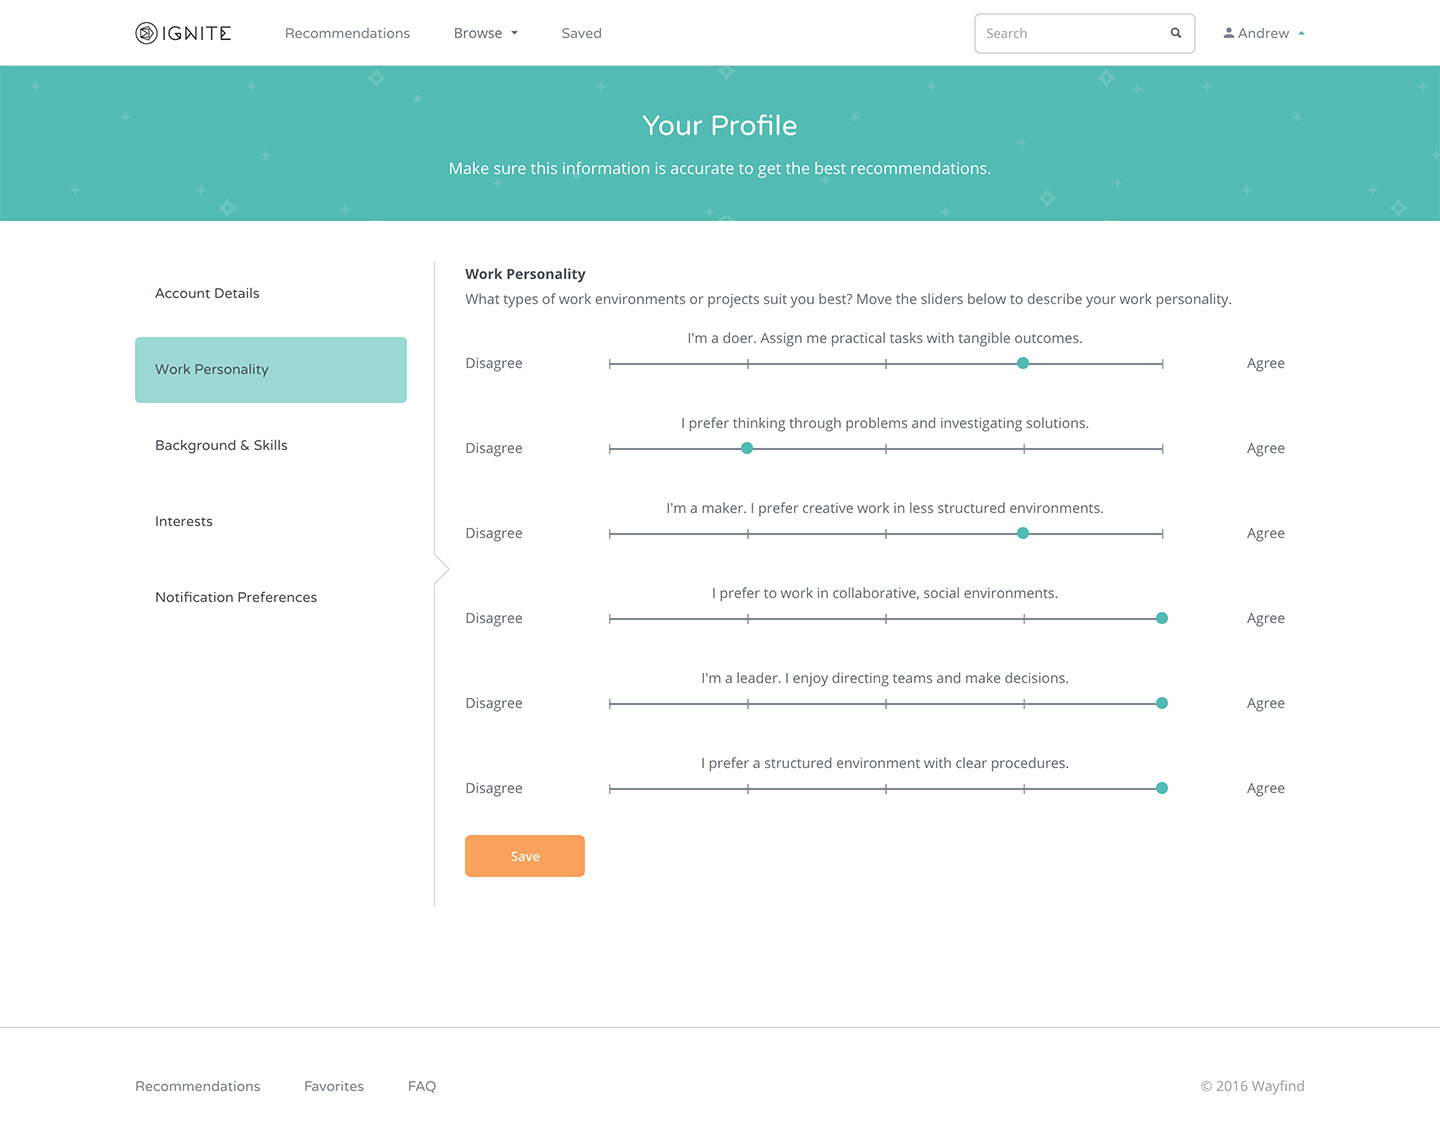 IGNITE
Recommendations
Browse
Saved
Search
Andrew
Your Profile
Make sure this information is accurate to get the best recommendations.
Account Details
Work Personality
Background & Skills
Interests
Notification Preferences
Work Personality
What types of work environments or projects suit you best? Move the sliders below to describe your work personality.
I'm a doer. Assign me practical tasks with tangible outcomes.
Disagree
Agree
I prefer thinking through problems and investigating solutions.
Disagree
Agree
I'm a maker. I prefer creative work in less structured environments.
Disagree
Agree
I prefer to work in collaborative, social environments.
Disagree
Agree
I'm a leader. I enjoy directing teams and make decisions.
Disagree
Agree
I prefer a structured environment with clear procedures.
Disagree
Agree
Save
Recommendations
Favorites
FAQ
© 2016 Wayfind